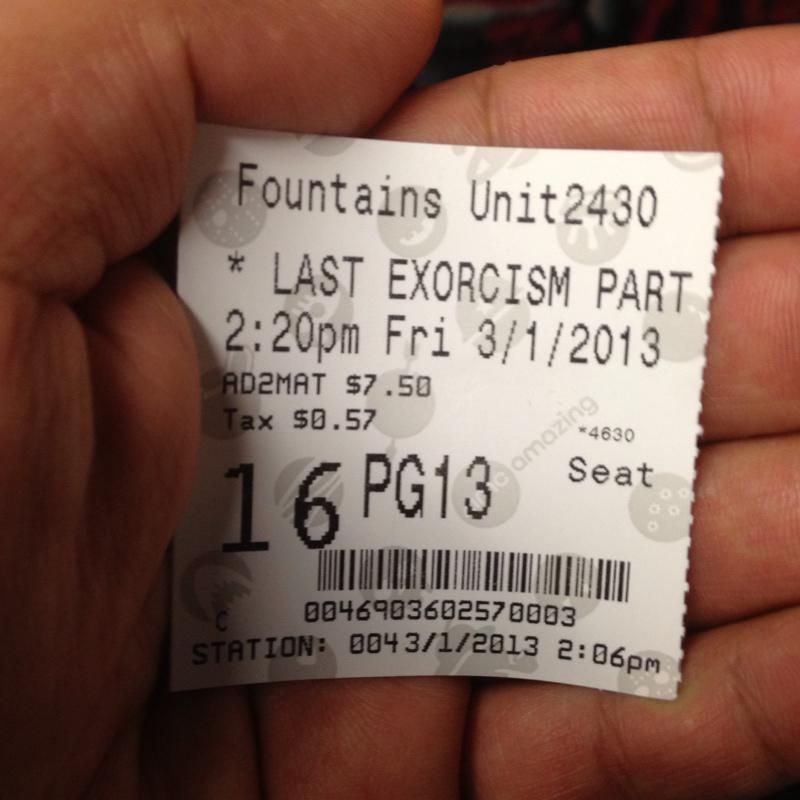 Fountains Unit2430
* LAST EXORCISM PART
2:20pm Fri 3/1/2013
AD2MAT $7.50
Tax $0.57
*4630
Seat
amazing
16 PG13
0046903602570003
C
STATION: 0043/1/2013 2:06pm